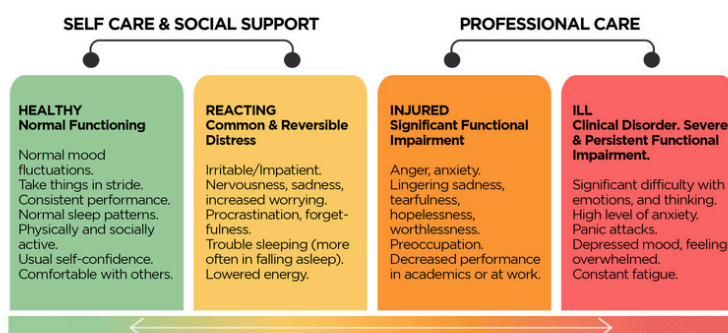 SELF CARE & SOCIAL SUPPORT
PROFESSIONAL CARE
HEALTHY
Normal Functioning
Normal mood
fluctuations.
Take things in stride.
Consistent performance.
Normal sleep patterns.
Physically and socially
active.
Usual self-confidence.
Comfortable with others.
REACTING
Common & Reversible
Distress
Irritable/Impatient.
Nervousness, sadness,
increased worrying.
Procrastination, forget-
fulness.
Trouble sleeping (more
often in falling asleep).
Lowered energy.
INJURED
Significant Functional
Impairment
Anger, anxiety.
Lingering sadness,
tearfulness,
hopelessness,
worthlessness.
Preoccupation.
Decreased performance
in academics or at work.
ILL
Clinical Disorder. Severe
& Persistent Functional
Impairment.
Significant difficulty with
emotions, and thinking.
High level of anxiety.
Panic attacks.
Depressed mood, feeling
overwhelmed.
Constant fatigue.